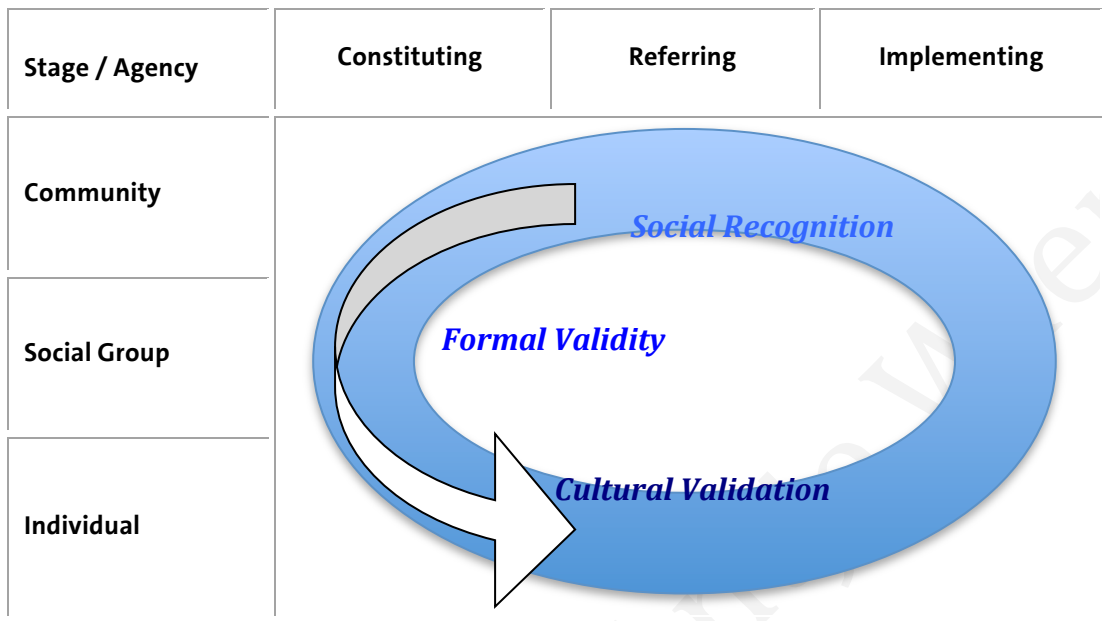 Stage / Agency
Constituting
Referring
Implementing
Community
Social Recognition
Social Group
Formal Validity
Individual
Cultural Validation